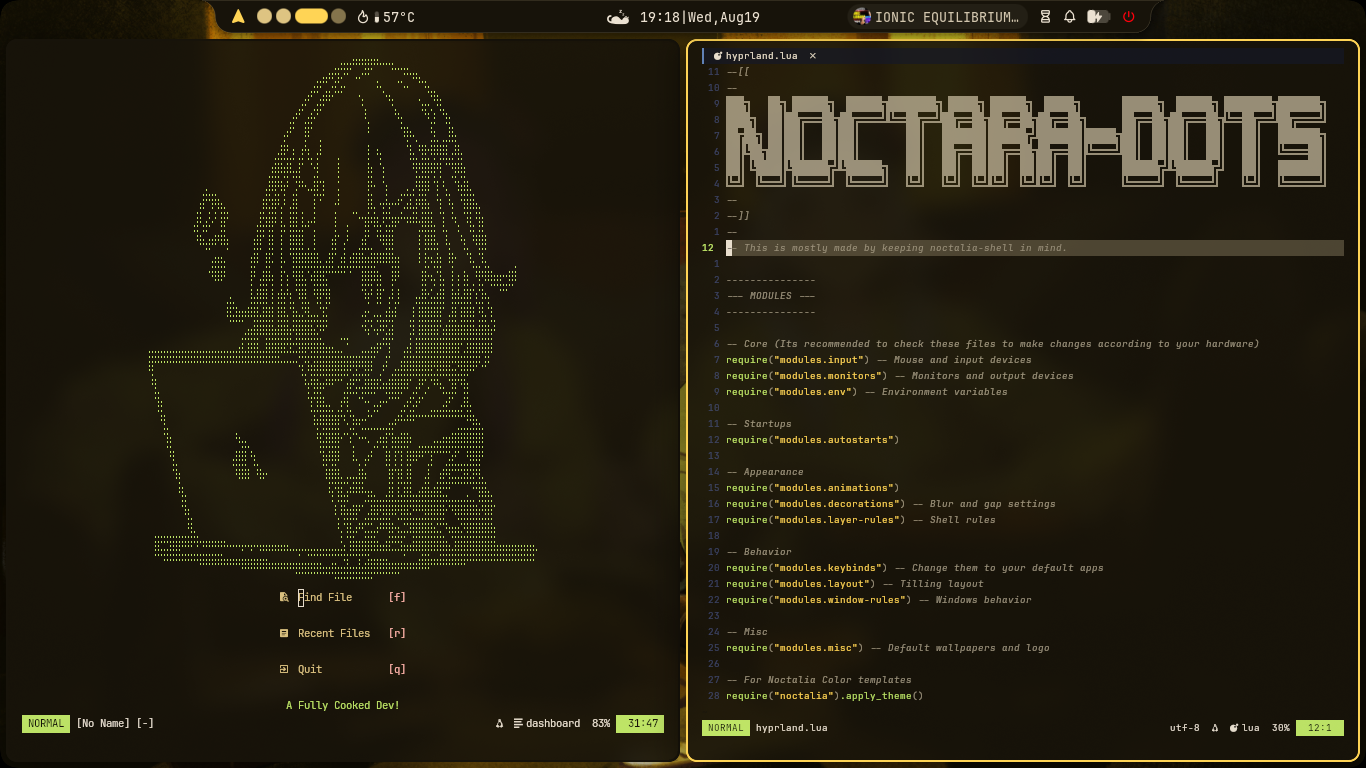 57°C
19:18|Wed,Aug19
IONIC EQUILIBRIUM…
Find File [f]
Recent Files [r]
Quit [q]
A Fully Cooked Dev!
NORMAL [No Name] [-]
dashboard 83% 31:47
hyprland.lua ×
11 --[[
10 --
9
8
7
6
5
4
NOCTARA-DOTS
3 --
2 --]]
1 --
12 -- This is mostly made by keeping noctalia-shell in mind.
1
2 ---------------
3 --- MODULES ---
4 ---------------
5
6 -- Core (Its recommended to check these files to make changes according to your hardware)
7 require("modules.input") -- Mouse and input devices
8 require("modules.monitors") -- Monitors and output devices
9 require("modules.env") -- Environment variables
10
11 -- Startups
12 require("modules.autostarts")
13
14 -- Appearance
15 require("modules.animations")
16 require("modules.decorations") -- Blur and gap settings
17 require("modules.layer-rules") -- Shell rules
18
19 -- Behavior
20 require("modules.keybinds") -- Change them to your default apps
21 require("modules.layout") -- Tilling layout
22 require("modules.window-rules") -- Windows behavior
23
24 -- Misc
25 require("modules.misc") -- Default wallpapers and logo
26
27 -- For Noctalia Color templates
28 require("noctalia").apply_theme()
NORMAL hyprland.lua
utf-8 lua 30% 12:1